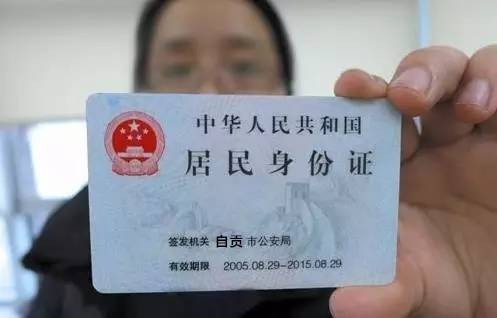 中华人民共和国
居民身份证
签发机关 自贡市公安局
有效期限 2005.08.29-2015.08.29